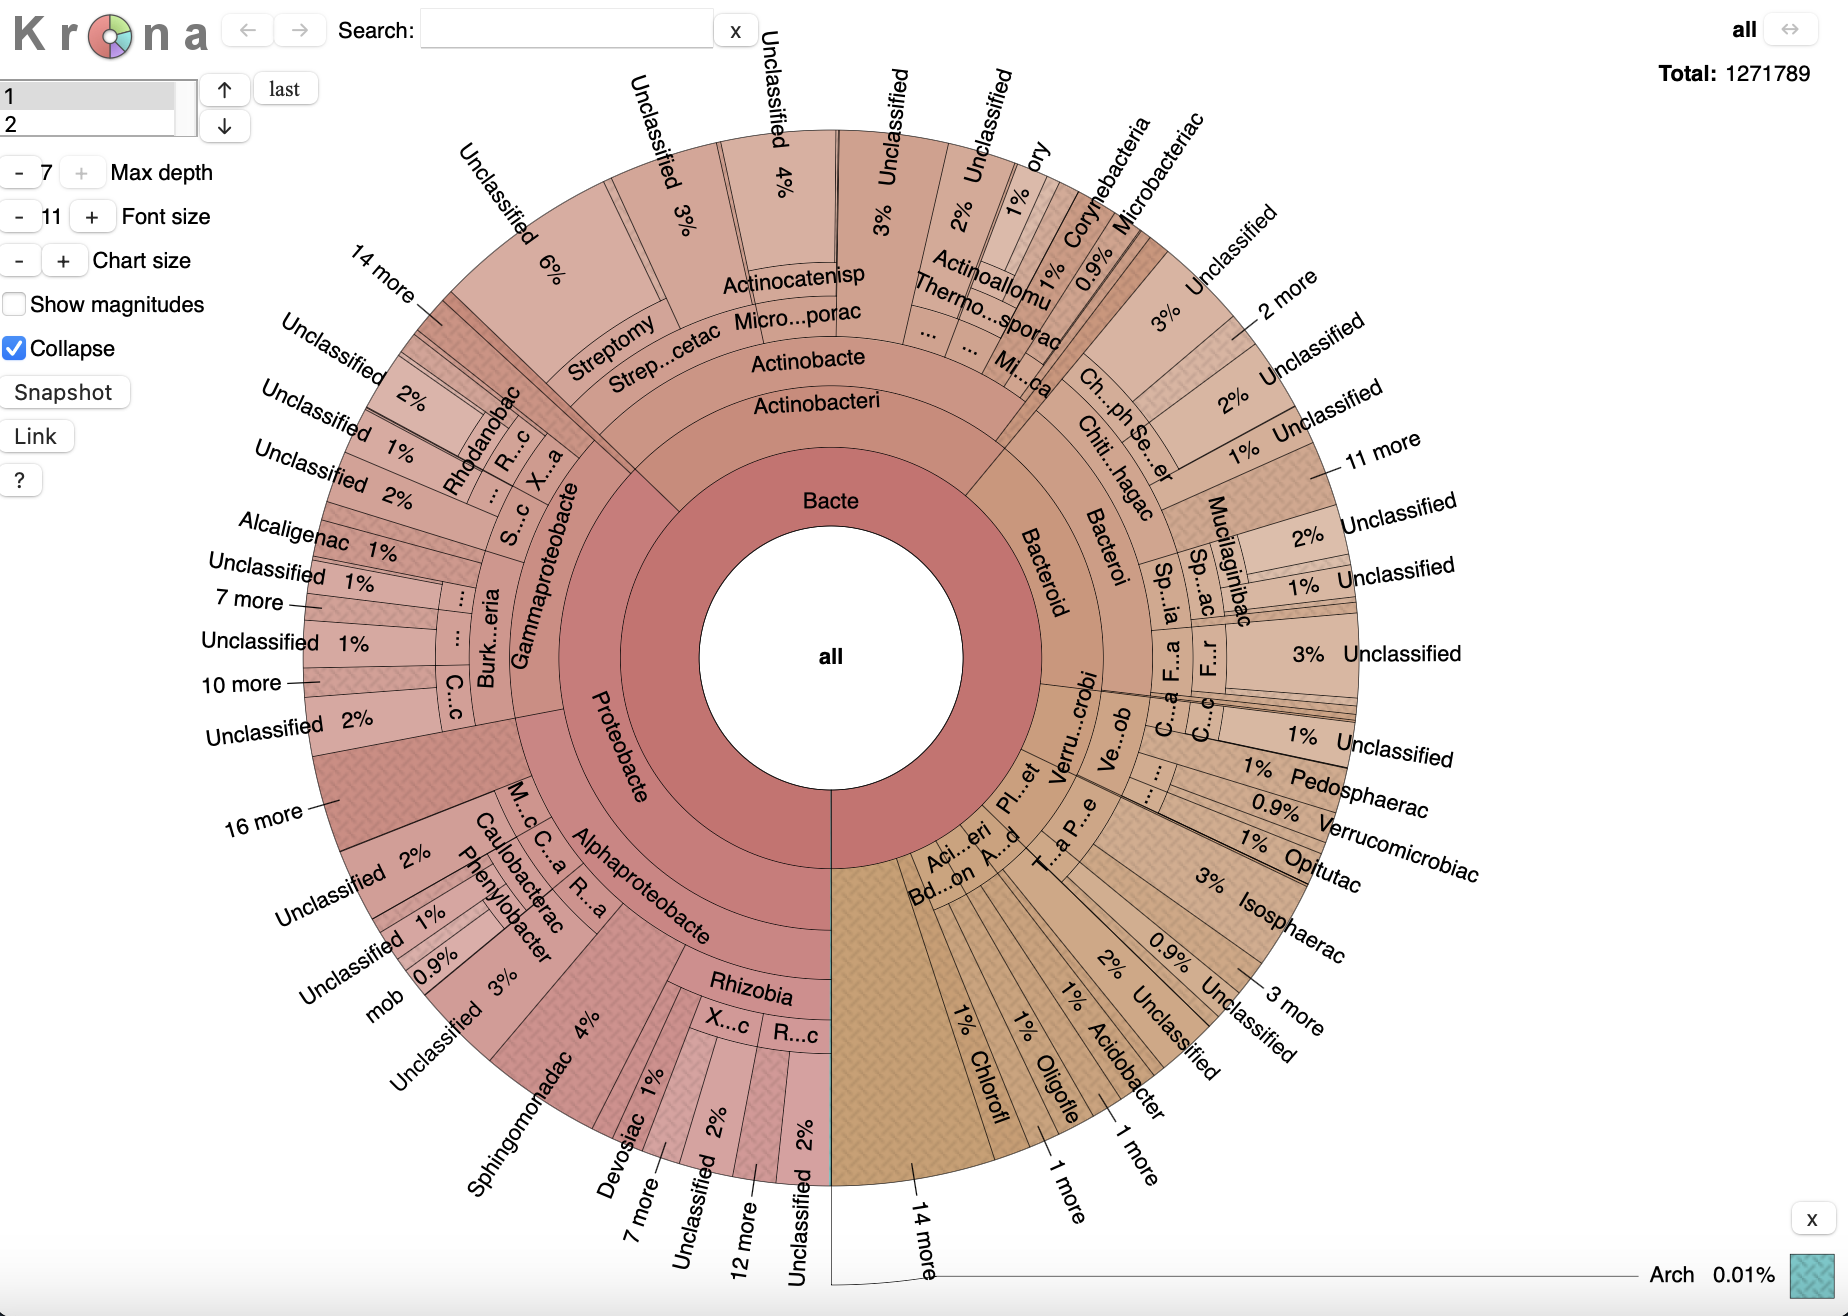 Krona
Search:
x
all
Total: 1271789
1
2
last
- 7 + Max depth
- 11 + Font size
- + Chart size
Show magnitudes
Collapse
Snapshot
Link
?
all
Bacte
Actinobacteri
Actinobacte
Micro...porac
Actinocatenisp
Strep...cetac
Streptomy
Unclassified 6%
Unclassified 3%
Unclassified 4%
Unclassified 3%
Unclassified 2%
1% ory
Actinoallomu
Thermo...sporac
...
...
Mi...ca
1% Corynebacteria
0.9% Microbacteriac
Bacteroid
Bacteroi
Chiti...hagac
Ch...ph
Se...er
3% Unclassified
2 more
2% Unclassified
1% Unclassified
11 more
Sp...ia
Sp...ac
Mucilaginibac
2% Unclassified
1% Unclassified
F...a
F...r
3% Unclassified
C...a
C...c
1% Unclassified
Verru...crobi
Ve...ob
...
...
1% Pedosphaerac
0.9% Verrucomicrobiac
1% Opitutac
Pl...et
P...e
T...a
3% Isosphaerac
3 more
0.9% Unclassified
Aci...eri
A...d
2% Unclassified
1% Acidobacter
1 more
Bd...on
1% Oligofle
1 more
1% Chlorofl
14 more
Proteobacte
Alphaproteobacte
Rhizobia
R...c
Unclassified 2%
12 more
X...c
Unclassified 2%
7 more
Devosiac 1%
Sphingomonadac 4%
R...a
Unclassified 3%
C...a
Caulobacterac
Phenylobacter
mob 0.9%
Unclassified 1%
M...c
Unclassified 2%
16 more
Gammaproteobacte
Burk...eria
C...c
Unclassified 2%
10 more
...
Unclassified 1%
7 more
...
Unclassified 1%
Alcaligenac 1%
S...c
Unclassified 2%
...
Unclassified 1%
X...a
R...c
Rhodanobac
Unclassified 2%
14 more
x
Arch 0.01%